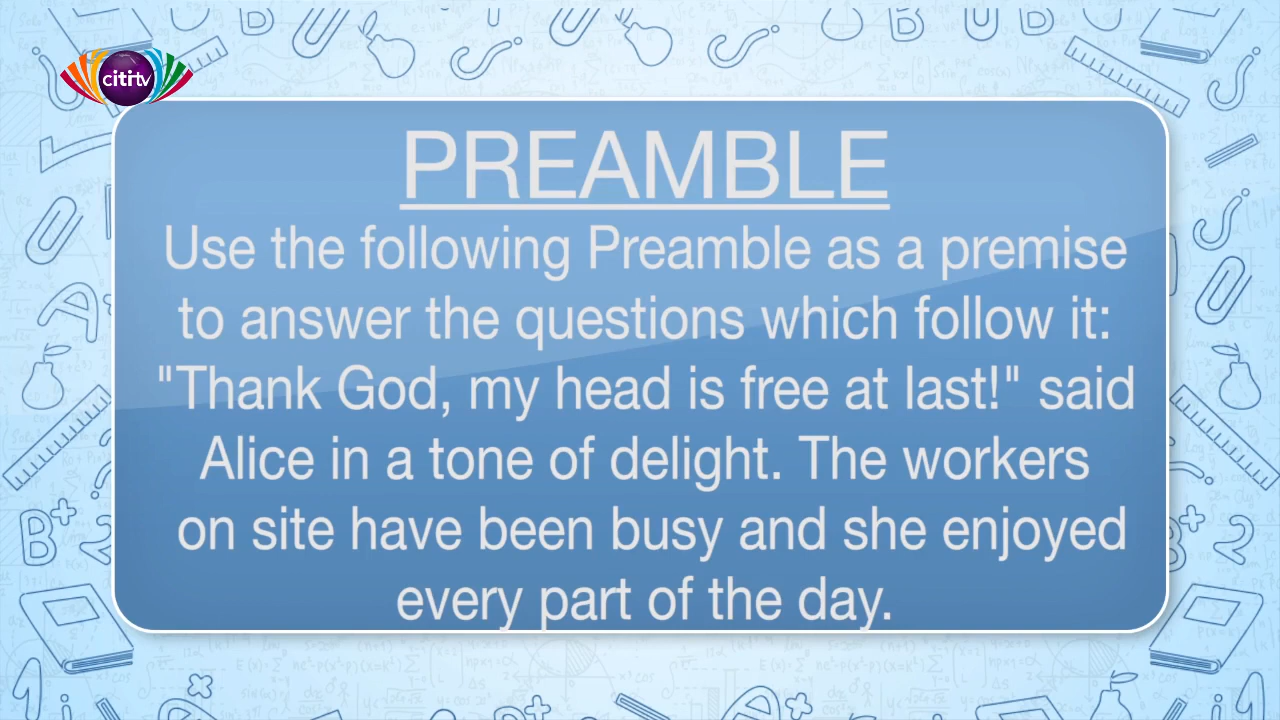 citi tv
PREAMBLE
Use the following Preamble as a premise
to answer the questions which follow it:
"Thank God, my head is free at last!" said
Alice in a tone of delight. The workers
on site have been busy and she enjoyed
every part of the day.